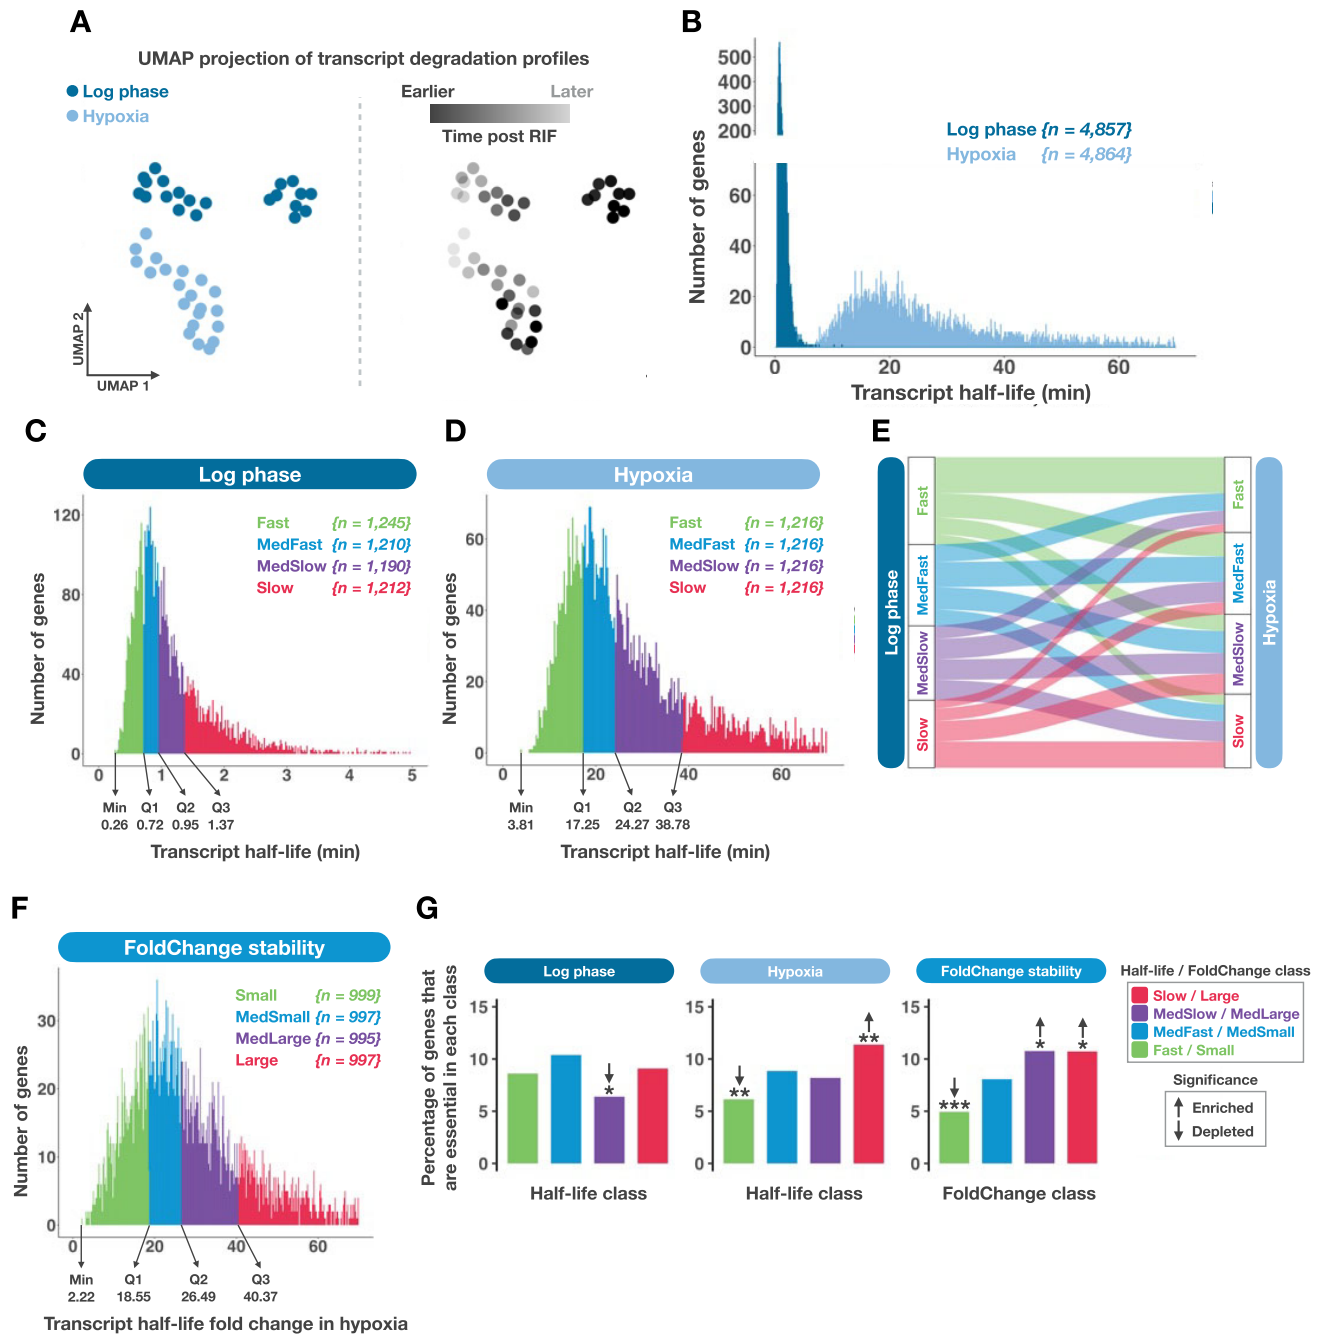 A
UMAP projection of transcript degradation profiles
Log phase
Hypoxia
Earlier
Later
Time post RIF
UMAP 2
UMAP 1
B
Number of genes
500
400
300
200
60
40
20
0
Log phase {n = 4,857}
Hypoxia {n = 4,864}
0 20 40 60
Transcript half-life (min)
C
Log phase
Number of genes
120
80
40
0
Fast {n = 1,245}
MedFast {n = 1,210}
MedSlow {n = 1,190}
Slow {n = 1,212}
0 1 2 3 4 5
Min Q1 Q2 Q3
0.26 0.72 0.95 1.37
Transcript half-life (min)
D
Hypoxia
Number of genes
60
40
20
0
Fast {n = 1,216}
MedFast {n = 1,216}
MedSlow {n = 1,216}
Slow {n = 1,216}
0 20 40 60
Min Q1 Q2 Q3
3.81 17.25 24.27 38.78
Transcript half-life (min)
E
Log phase
Fast
MedFast
MedSlow
Slow
Fast
MedFast
MedSlow
Slow
Hypoxia
F
FoldChange stability
Number of genes
30
20
10
0
Small {n = 999}
MedSmall {n = 997}
MedLarge {n = 995}
Large {n = 997}
0 20 40 60
Min Q1 Q2 Q3
2.22 18.55 26.49 40.37
Transcript half-life fold change in hypoxia
G
Percentage of genes that
are essential in each class
Log phase
15
10
5
0
*
Half-life class
Hypoxia
15
10
5
0
**
**
Half-life class
FoldChange stability
15
10
5
0
***
*
*
FoldChange class
Half-life / FoldChange class
Slow / Large
MedSlow / MedLarge
MedFast / MedSmall
Fast / Small
Significance
Enriched
Depleted